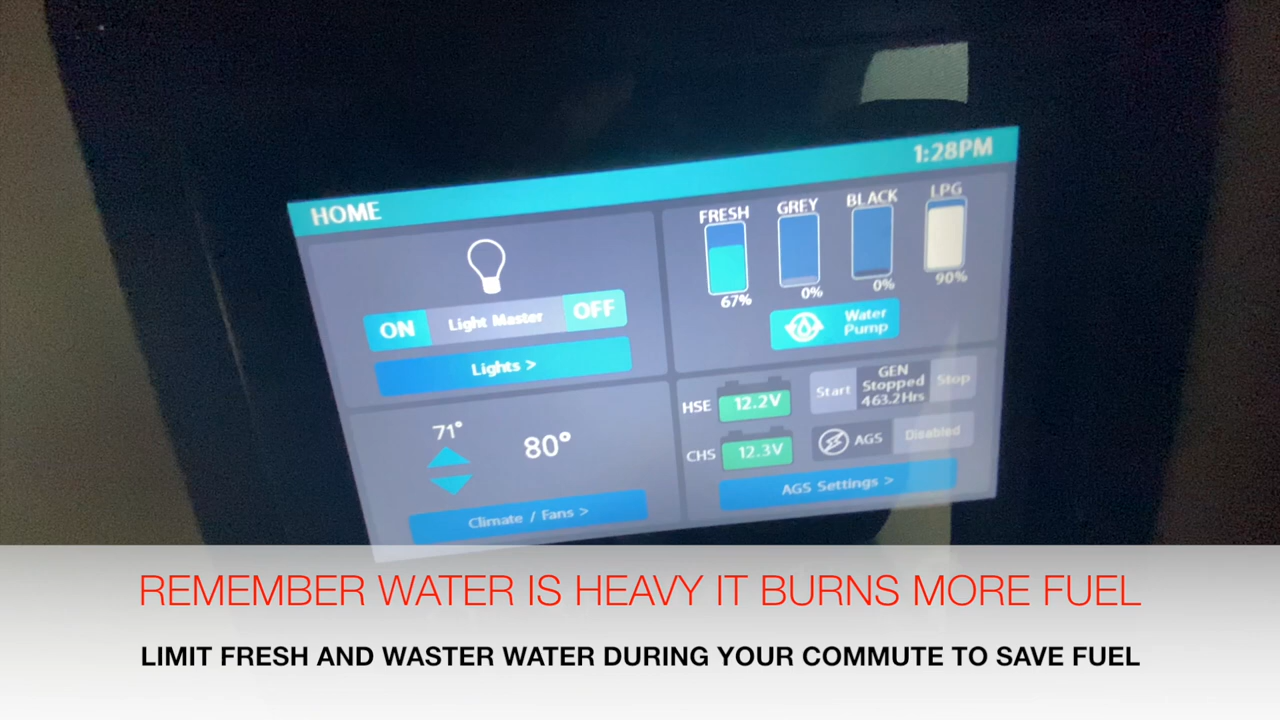 1:28PM
HOME
FRESH GREY BLACK LPG
67% 0% 0% 90%
ON Light Master OFF
Lights >
Water
Pump
71° 80°
Climate / Fans >
HSE 12.2V
CHS 12.3V
Start
GEN
Stopped
463.2Hrs
Stop
AGS Disabled
AGS Settings >
REMEMBER WATER IS HEAVY IT BURNS MORE FUEL
LIMIT FRESH AND WASTER WATER DURING YOUR COMMUTE TO SAVE FUEL